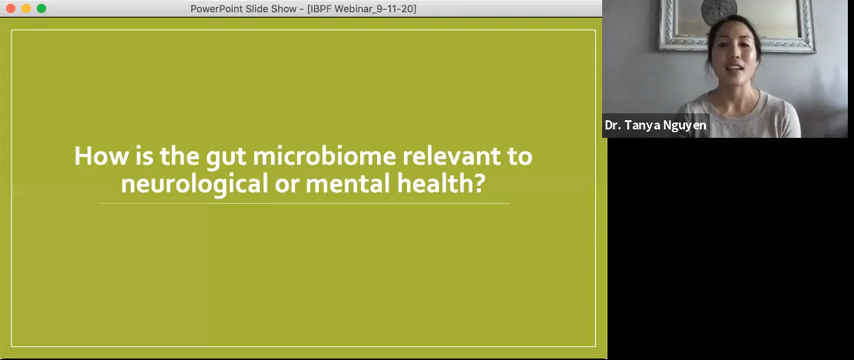 PowerPoint Slide Show - [IBPF Webinar_9-11-20]
How is the gut microbiome relevant to
neurological or mental health?
Dr. Tanya Nguyen